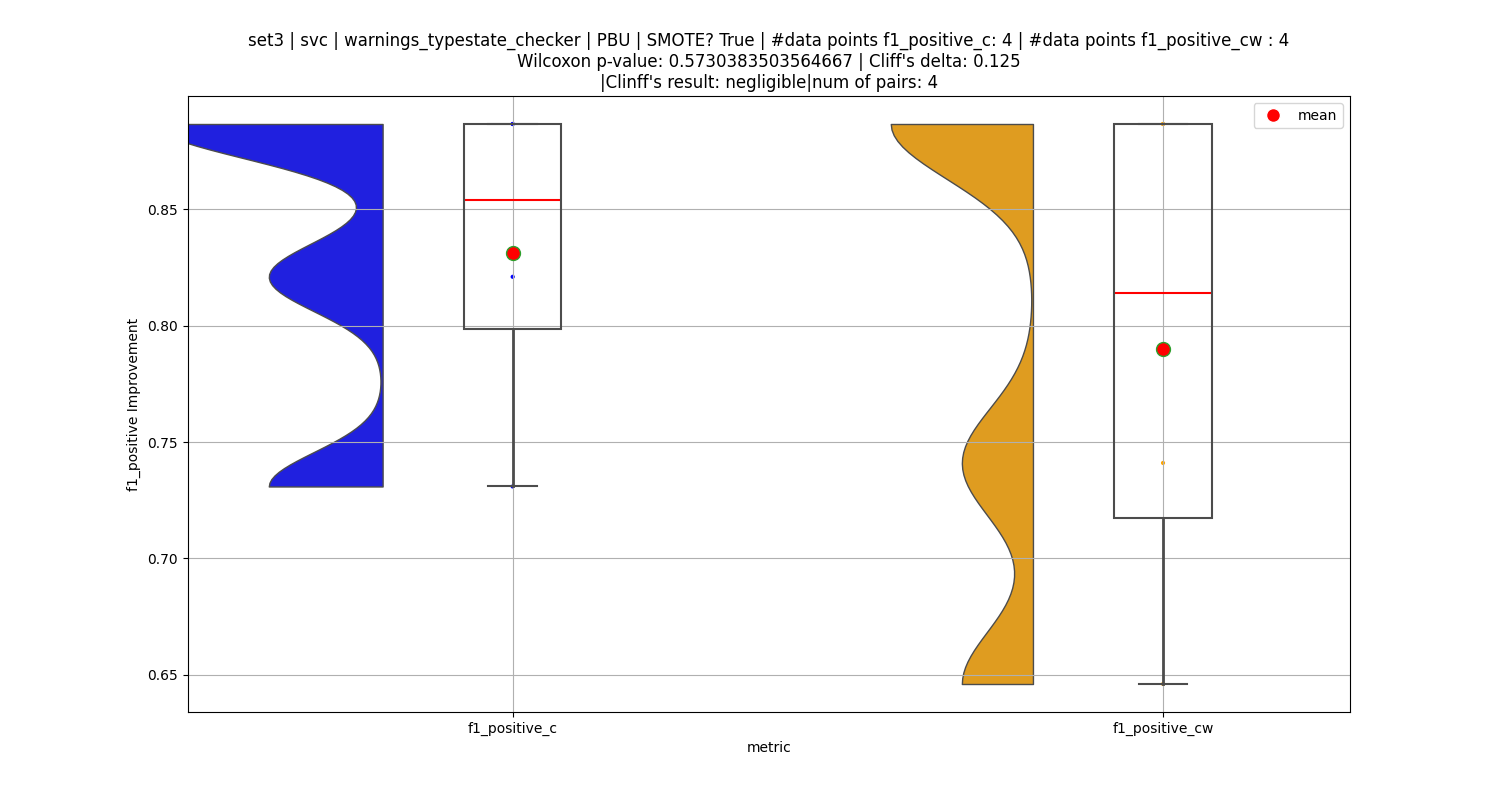 set3 | svc | warnings_typestate_checker | PBU | SMOTE? True | #data points f1_positive_c: 4 | #data points f1_positive_cw : 4
Wilcoxon p-value: 0.5730383503564667 | Cliff's delta: 0.125
|Clinff's result: negligible|num of pairs: 4
mean
0.85
0.80
0.75
0.70
0.65
f1_positive Improvement
f1_positive_c
f1_positive_cw
metric